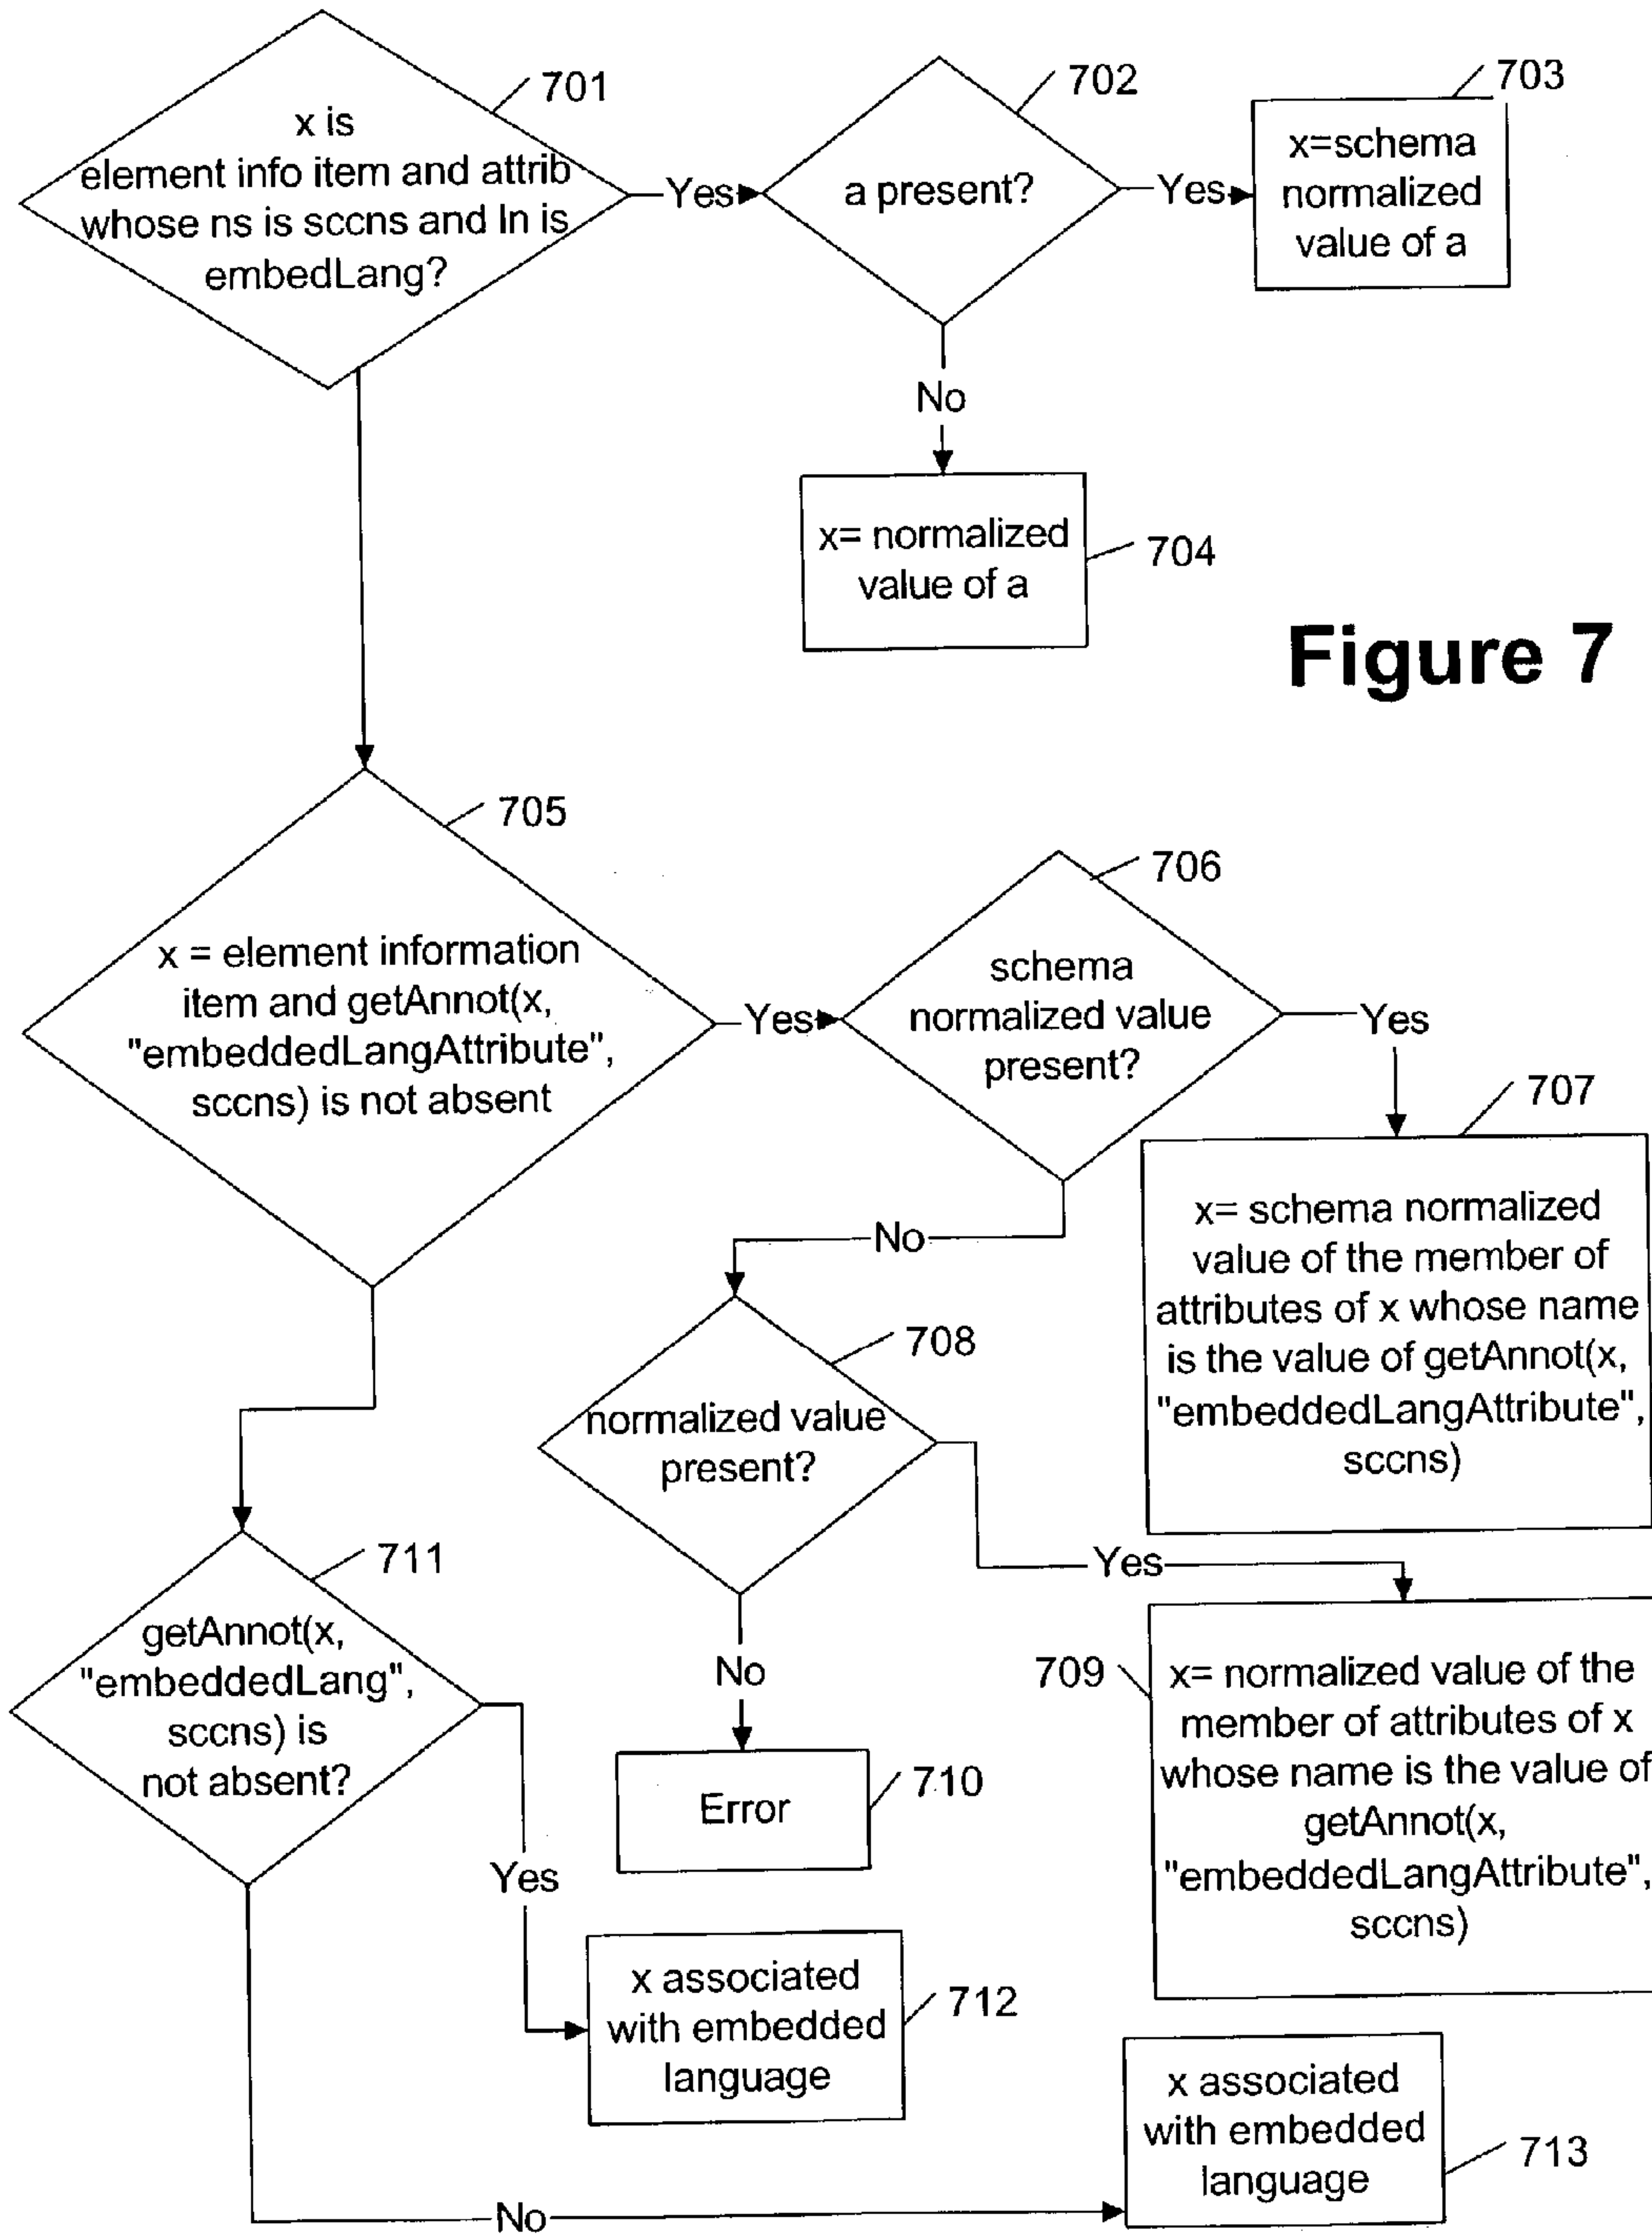 701
x is
element info item and attrib
whose ns is sccns and ln is
embedLang?
Yes
702
a present?
Yes
703
x=schema
normalized
value of a
No
x= normalized
value of a
704
Figure 7
705
x = element information
item and getAnnot(x,
"embeddedLangAttribute",
sccns) is not absent
Yes
706
schema
normalized value
present?
Yes
707
x= schema normalized
value of the member of
attributes of x whose name
is the value of getAnnot(x,
"embeddedLangAttribute",
sccns)
No
708
normalized value
present?
Yes
709
x= normalized value of the
member of attributes of x
whose name is the value of
getAnnot(x,
"embeddedLangAttribute",
sccns)
No
Error
710
711
getAnnot(x,
"embeddedLang",
sccns) is
not absent?
Yes
x associated
with embedded
language
712
No
x associated
with embedded
language
713